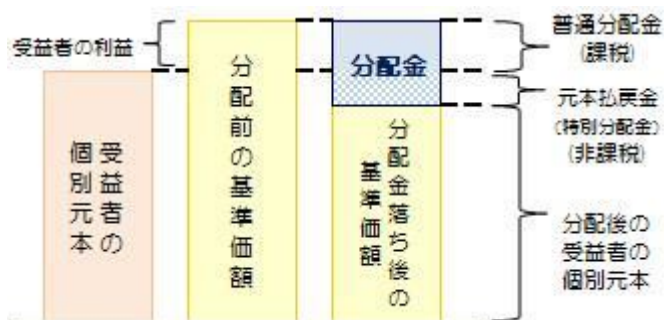 受益者の利益
受益者の
個別元本
分配前の基準価額
分配金
分配金落ち後の
基準価額
普通分配金
(課税)
元本払戻金
(特別分配金)
(非課税)
分配後の
受益者の
個別元本